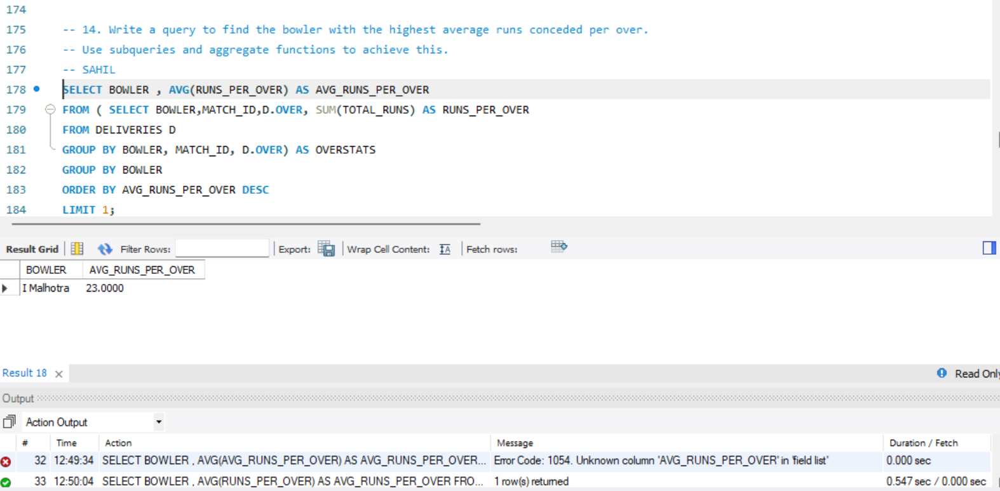 174
175 -- 14. Write a query to find the bowler with the highest average runs conceded per over.
176 -- Use subqueries and aggregate functions to achieve this.
177 -- SAHIL
178 SELECT BOWLER , AVG(RUNS_PER_OVER) AS AVG_RUNS_PER_OVER
179 FROM ( SELECT BOWLER,MATCH_ID,D.OVER, SUM(TOTAL_RUNS) AS RUNS_PER_OVER
180 FROM DELIVERIES D
181 GROUP BY BOWLER, MATCH_ID, D.OVER) AS OVERSTATS
182 GROUP BY BOWLER
183 ORDER BY AVG_RUNS_PER_OVER DESC
184 LIMIT 1;
Result Grid Filter Rows: Export: Wrap Cell Content: IA Fetch rows:
BOWLER AVG_RUNS_PER_OVER
I Malhotra 23.0000
Result 18 Read Only
Output
Action Output
# Time Action Message Duration / Fetch
32 12:49:34 SELECT BOWLER , AVG(AVG_RUNS_PER_OVER) AS AVG_RUNS_PER_OVER... Error Code: 1054. Unknown column 'AVG_RUNS_PER_OVER' in 'field list' 0.000 sec
33 12:50:04 SELECT BOWLER , AVG(RUNS_PER_OVER) AS AVG_RUNS_PER_OVER FRO... 1 row(s) returned 0.547 sec / 0.000 sec